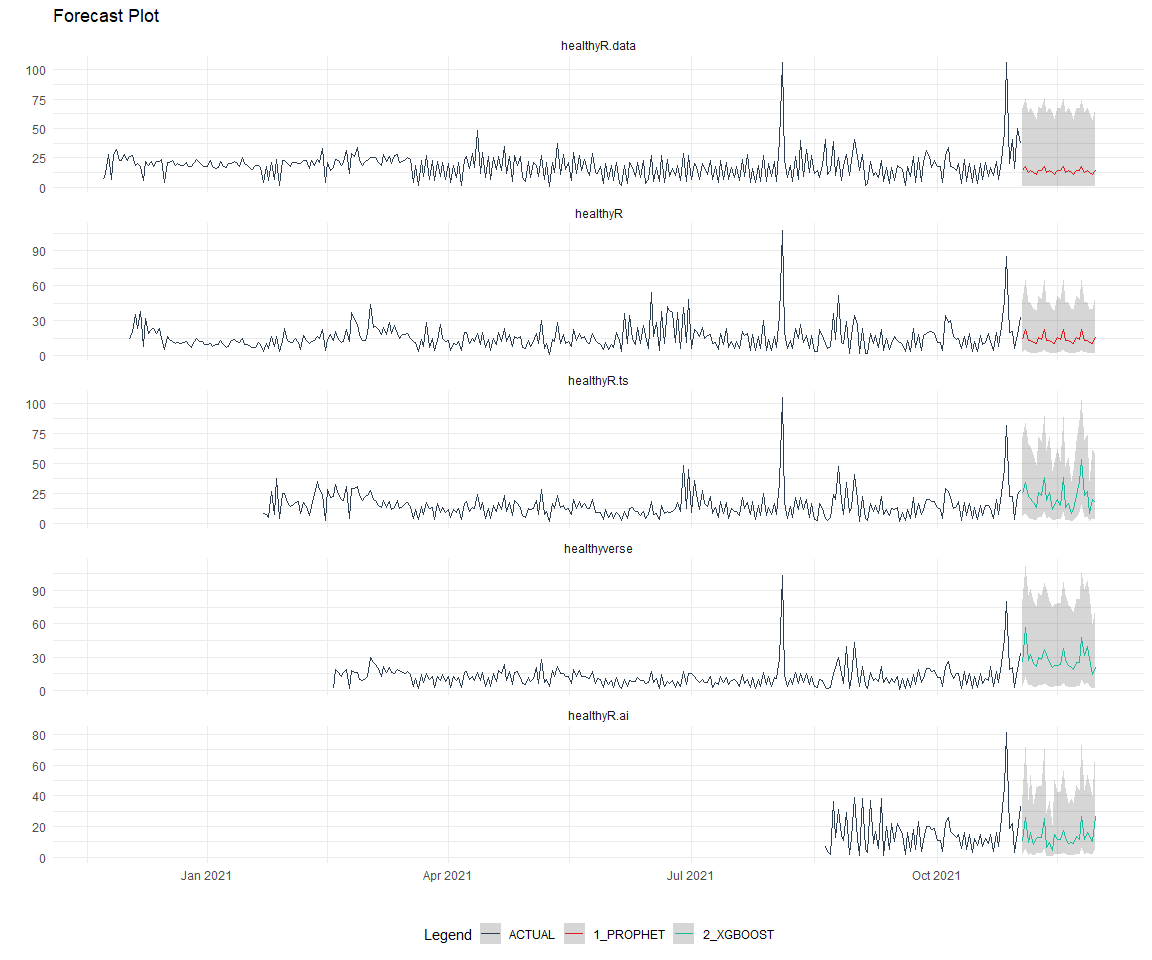 Forecast Plot
healthyR.data
100
75
50
25
0
healthyR
90
60
30
0
healthyR.ts
100
75
50
25
0
healthyverse
90
60
30
0
healthyR.ai
80
60
40
20
0
Jan 2021 Apr 2021 Jul 2021 Oct 2021
Legend ACTUAL 1_PROPHET 2_XGBOOST